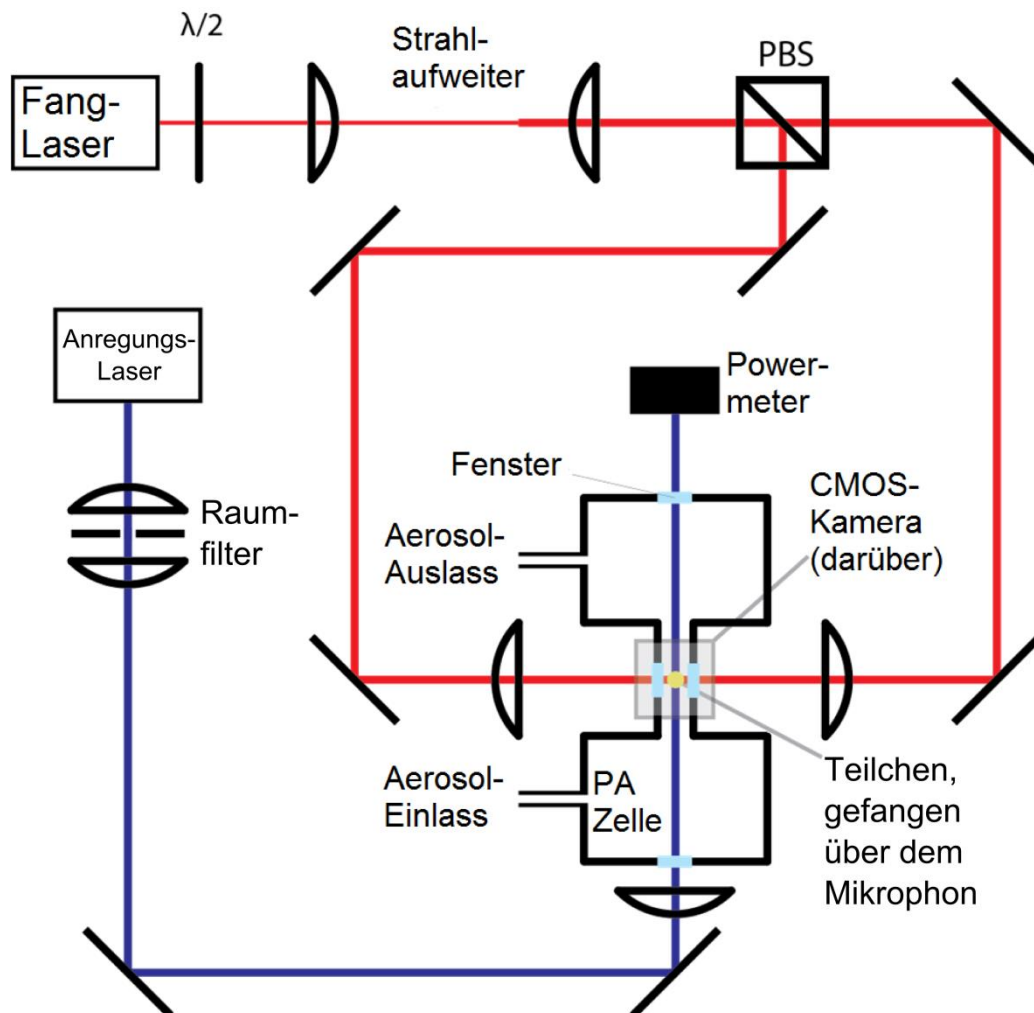 λ/2
Strahl-
aufweiter
PBS
Fang-
Laser
Anregungs-
Laser
Power-
meter
Fenster
CMOS-
Kamera
(darüber)
Raum-
filter
Aerosol-
Auslass
Aerosol-
Einlass
PA
Zelle
Teilchen,
gefangen
über dem
Mikrophon